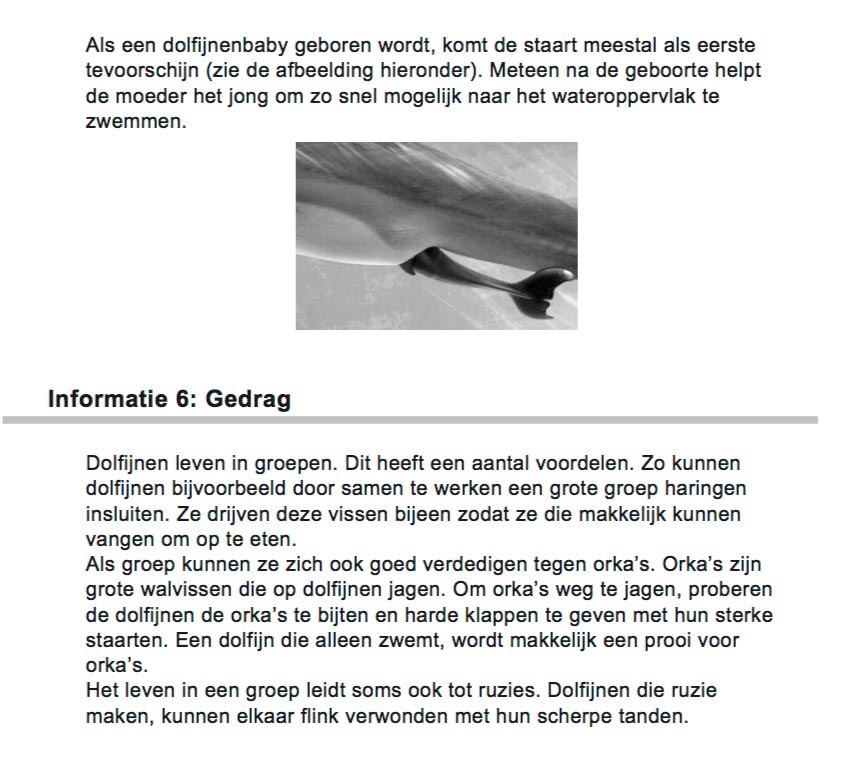 Als een dolfijnenbaby geboren wordt, komt de staart meestal als eerste
tevoorschijn (zie de afbeelding hieronder). Meteen na de geboorte helpt
de moeder het jong om zo snel mogelijk naar het wateroppervlak te
zwemmen.
Informatie 6: Gedrag
Dolfijnen leven in groepen. Dit heeft een aantal voordelen. Zo kunnen
dolfijnen bijvoorbeeld door samen te werken een grote groep haringen
insluiten. Ze drijven deze vissen bijeen zodat ze die makkelijk kunnen
vangen om op te eten.
Als groep kunnen ze zich ook goed verdedigen tegen orka's. Orka's zijn
grote walvissen die op dolfijnen jagen. Om orka's weg te jagen, proberen
de dolfijnen de orka's te bijten en harde klappen te geven met hun sterke
staarten. Een dolfijn die alleen zwemt, wordt makkelijk een prooi voor
orka's.
Het leven in een groep leidt soms ook tot ruzies. Dolfijnen die ruzie
maken, kunnen elkaar flink verwonden met hun scherpe tanden.